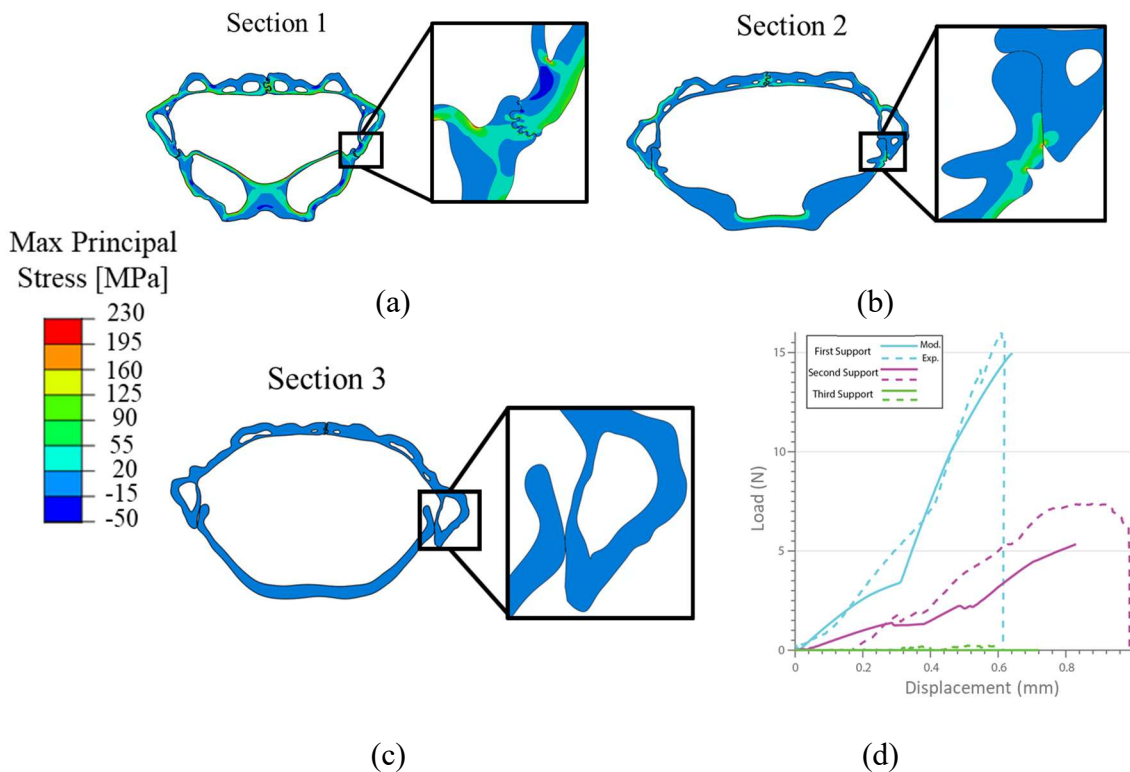 Section 1
Section 2
Max Principal
Stress [MPa]
230
195
160
125
90
55
20
-15
-50
(a)
(b)
Section 3
First Support
Mod.
Exp.
Second Support
Third Support
15
10
5
0
0
0.2
0.4
0.6
0.8
Load (N)
Displacement (mm)
(c)
(d)